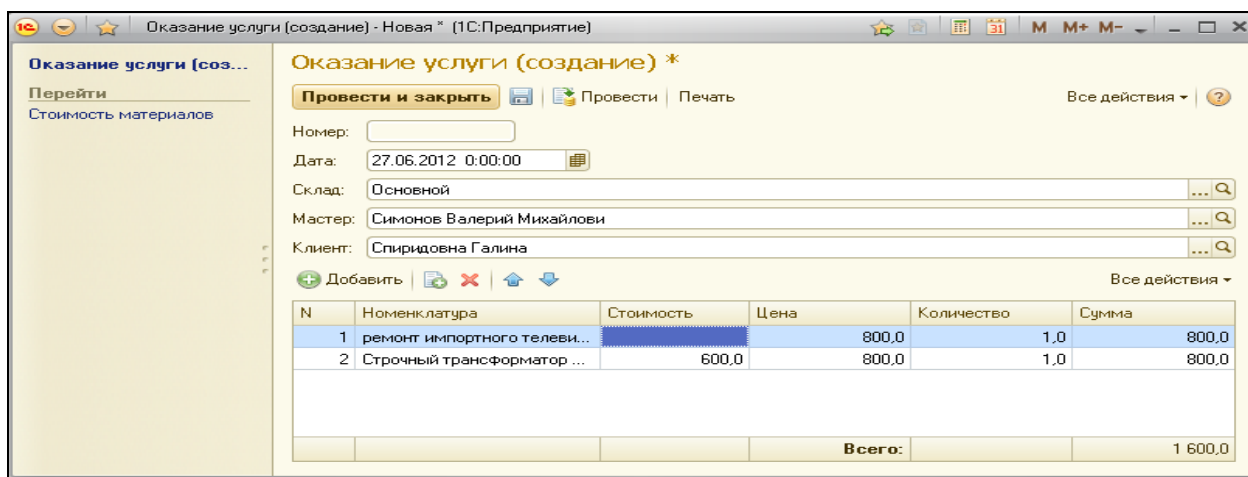 Оказание услуги (создание) - Новая * (1С:Предприятие)
31 M M+ M-
Оказание услуги (соз...
Перейти
Стоимость материалов
Оказание услуги (создание) *
Провести и закрыть Провести Печать Все действия ?
Номер:
Дата: 27.06.2012 0:00:00
Склад: Основной ...
Мастер: Симонов Валерий Михайлови ...
Клиент: Спиридовна Галина ...
Добавить Все действия
N Номенклатура Стоимость Цена Количество Сумма
1 ремонт импортного телеви... 800,0 1,0 800,0
2 Строчный трансформатор ... 600,0 800,0 1,0 800,0
Всего: 1 600,0